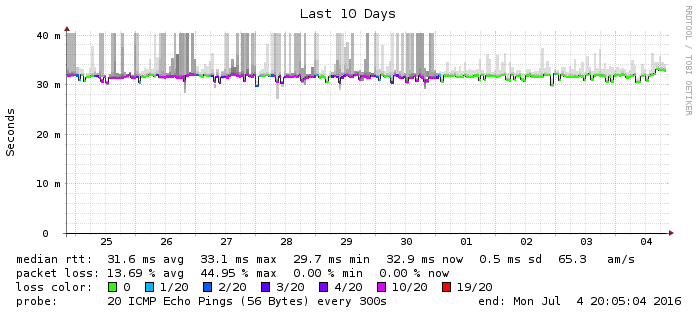 Last 10 Days
RRDTOOL / TOBI OETIKER
Seconds
40 m
30 m
20 m
10 m
0
25 26 27 28 29 30 01 02 03 04
median rtt: 31.6 ms avg 33.1 ms max 29.7 ms min 32.9 ms now 0.5 ms sd 65.3 am/s
packet loss: 13.69 % avg 44.95 % max 0.00 % min 0.00 % now
loss color: 0 1/20 2/20 3/20 4/20 10/20 19/20
probe: 20 ICMP Echo Pings (56 Bytes) every 300s end: Mon Jul 4 20:05:04 2016